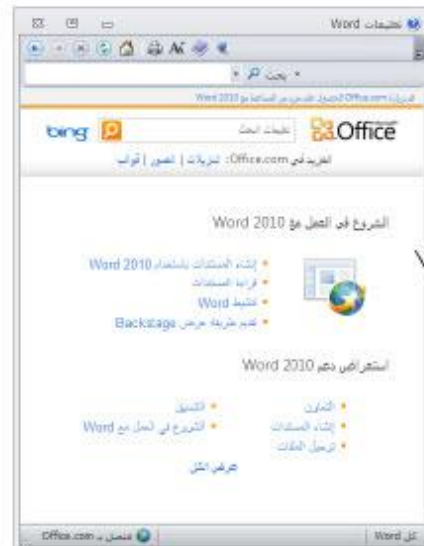 تعليمات Word
بحث
bing تعليمات البحث Office
المزيد في Office.com: تنزيلات | الصور | قوالب
الشروع في العمل مع Word 2010
إنشاء المستندات باستخدام Word 2010
قراءة المستندات
تنشيط Word
تقديم طريقة عرض Backstage
استعراض دعم Word 2010
التعاون
إنشاء المستندات
ترحيل الملفات
التنسيق
الشروع في العمل مع Word
عرض الكل
كل Word متصل بـ Office.com